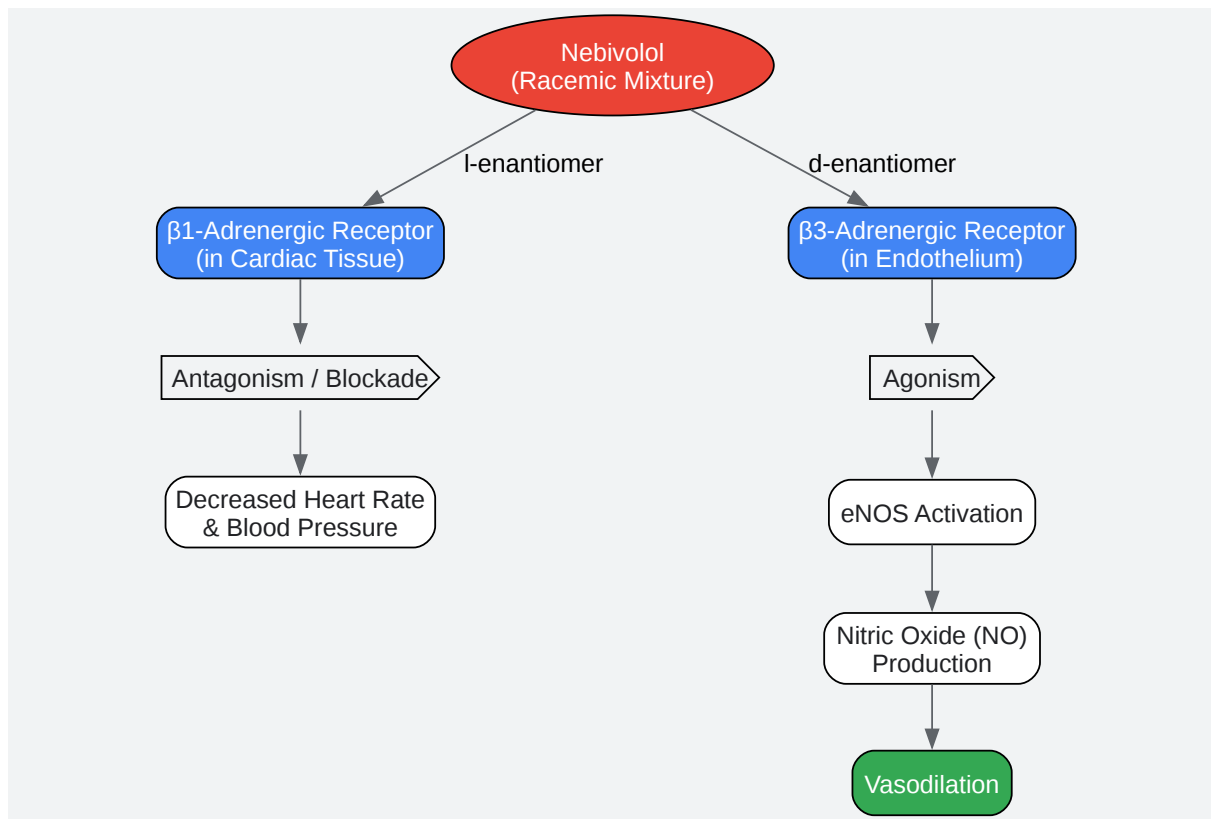 Nebivolol
(Racemic Mixture)
l-enantiomer
d-enantiomer
β1-Adrenergic Receptor
(in Cardiac Tissue)
β3-Adrenergic Receptor
(in Endothelium)
Antagonism / Blockade
Agonism
Decreased Heart Rate
& Blood Pressure
eNOS Activation
Nitric Oxide (NO)
Production
Vasodilation